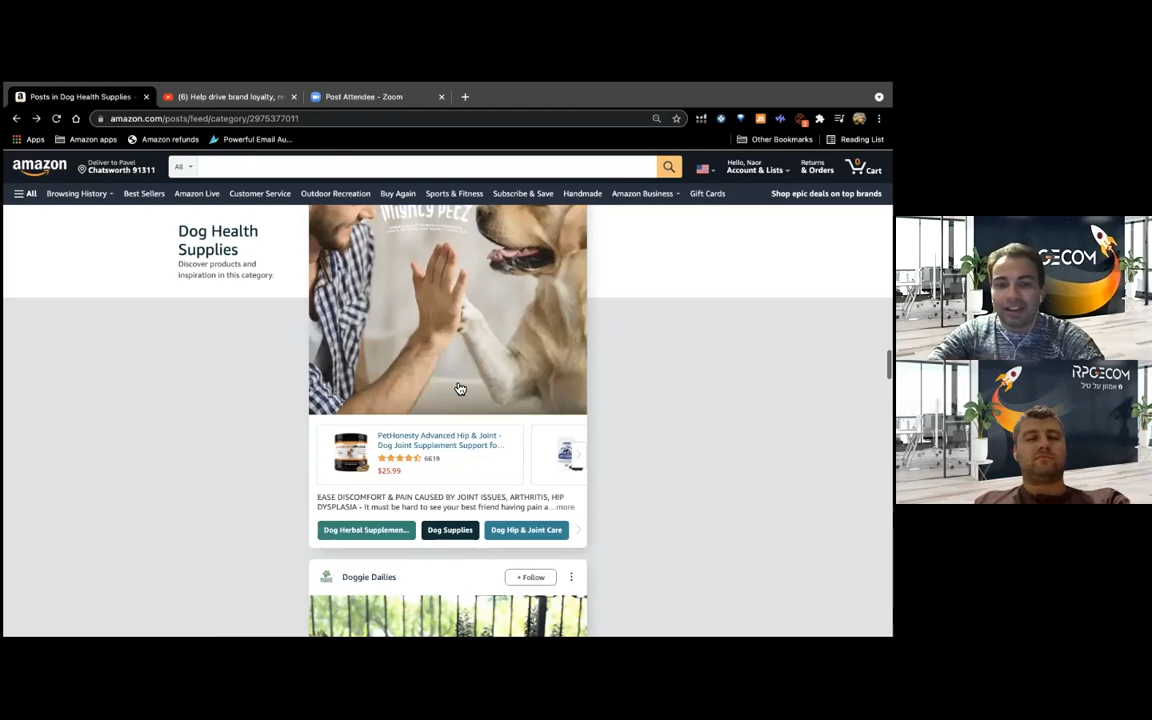 Posts in Dog Health Supplies
(6) Help drive brand loyalty, re
Post Attendee - Zoom
amazon.com/posts/feed/category/2975377011
Apps
Amazon apps
Amazon refunds
Powerful Email Au...
Other Bookmarks
Reading List
amazon
Deliver to Pavel
Chatsworth 91311
All
Hello, Naor
Account & Lists
Returns
& Orders
0
Cart
All
Browsing History
Best Sellers
Amazon Live
Customer Service
Outdoor Recreation
Buy Again
Sports & Fitness
Subscribe & Save
Handmade
Amazon Business
Gift Cards
Shop epic deals on top brands
Dog Health
Supplies
Discover products and
inspiration in this category.
MIGHTY PETZ
PetHonesty Advanced Hip & Joint -
Dog Joint Supplement Support fo...
6619
$25.99
EASE DISCOMFORT & PAIN CAUSED BY JOINT ISSUES, ARTHRITIS, HIP
DYSPLASIA - It must be hard to see your best friend having pain a...more
Dog Herbal Supplemen...
Dog Supplies
Dog Hip & Joint Care
Doggie Dailies
+ Follow
GECOM
RPGECOM
אמזון על טיל